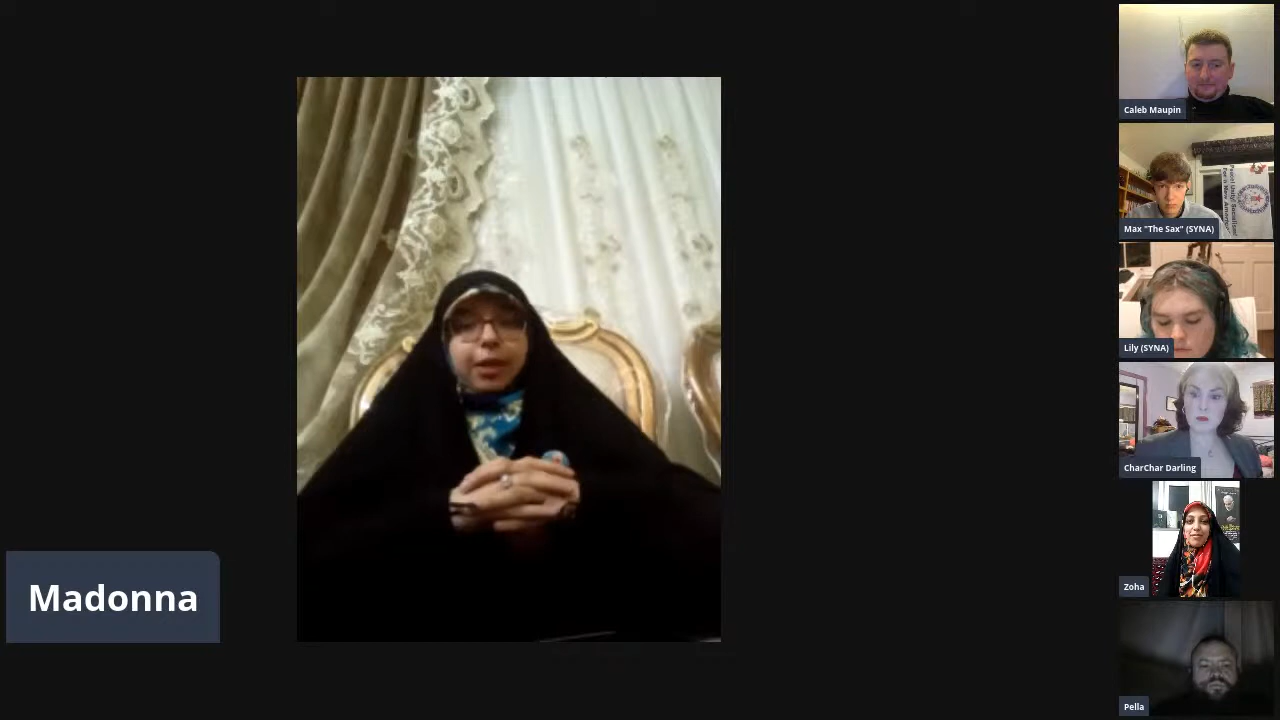 Madonna
Caleb Maupin
Max "The Sax" (SYNA)
Lily (SYNA)
CharChar Darling
Zoha
Pella